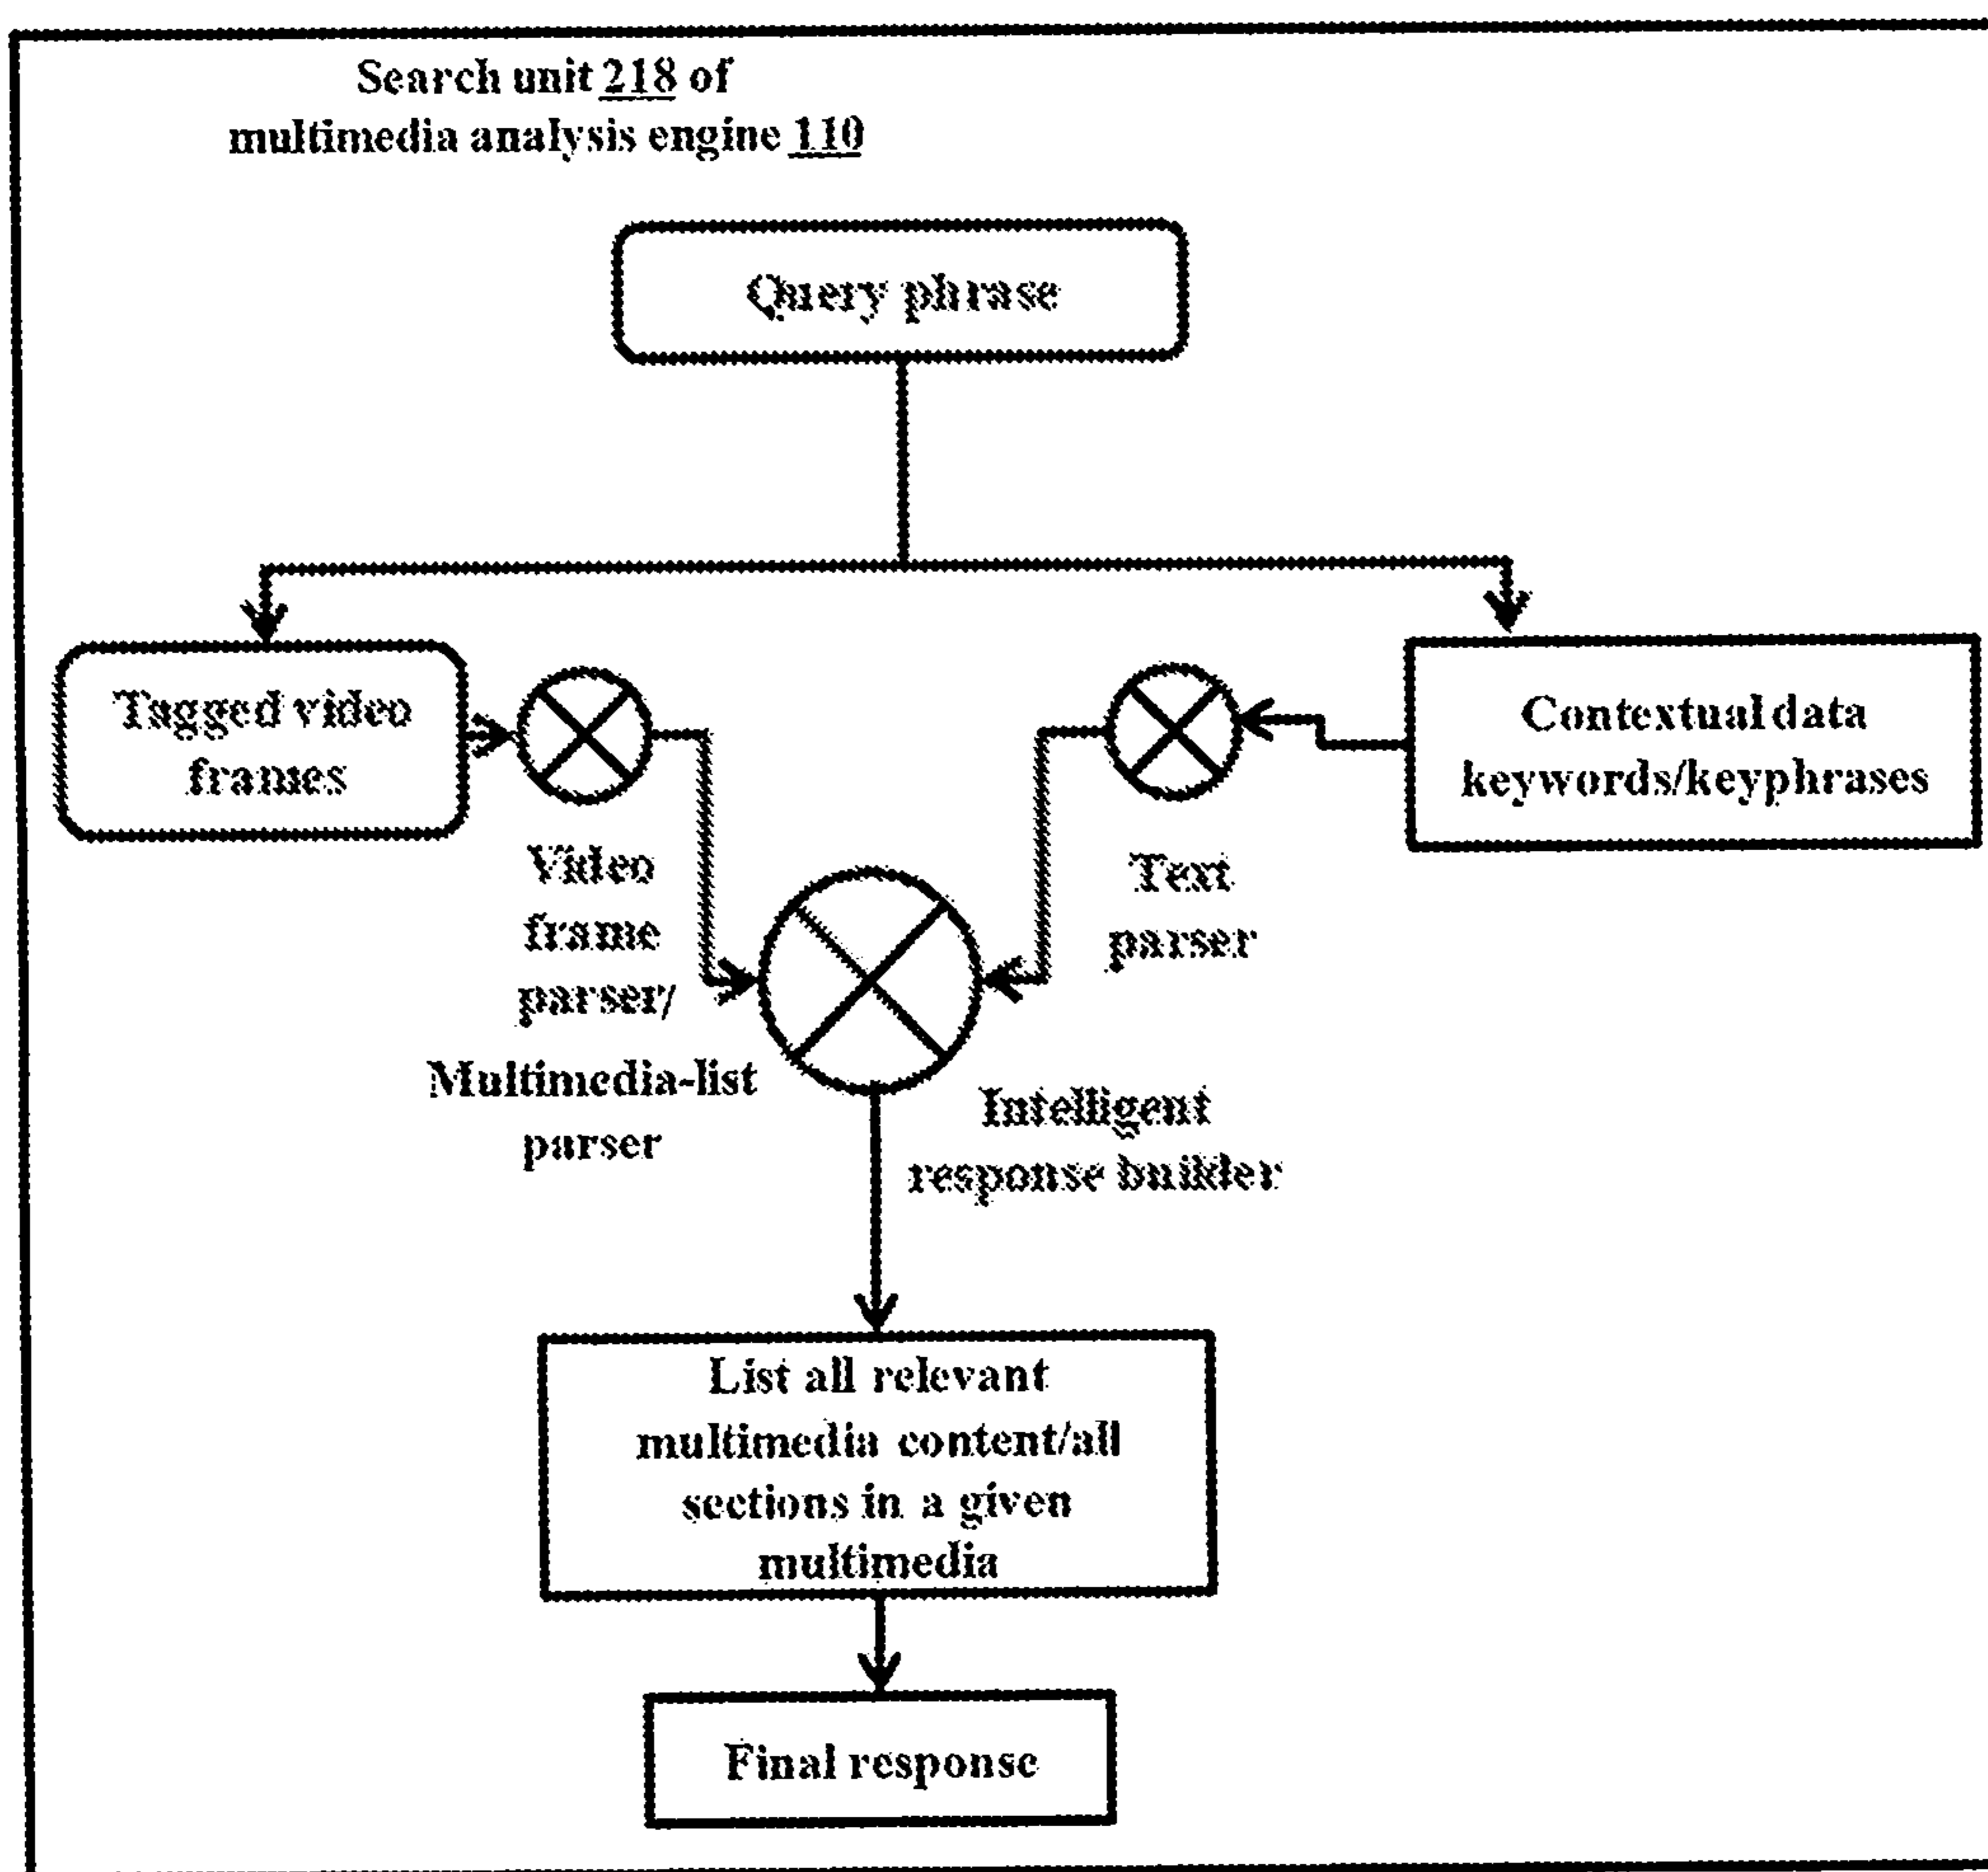 Search unit 218 of
multimedia analysis engine 110
Query phrase
Tagged video
frames
Contextual data
keywords/keyphrases
Video
frame
parser/
Multimedia-list
parser
Text
parser
Intelligent
response builder
List all relevant
multimedia content/all
sections in a given
multimedia
Final response